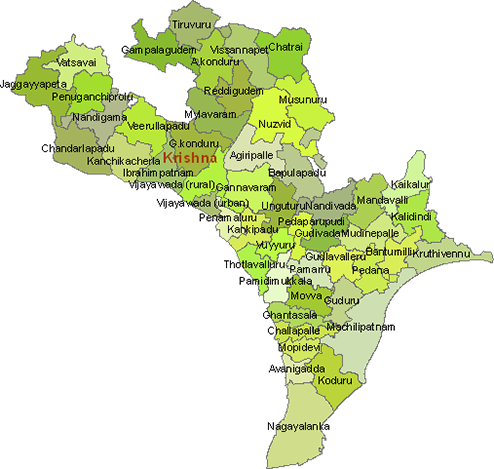 Tiruvuru
Gampalagudem
Vissannapet
Chatrai
A.konduru
Vatsavai
Jaggayyapeta
Reddigudem
Penuganchiprolri
Musunuru
Nandigama
Mylavaram
Veerullapadu
Nuzvid
Chandarlapadu
G.konduru
Kanchikacherla
Krishna
Agiripalle
Ibrahimpatnam
Bapulapadu
Vijayawada (rural)
Gannavaram
Kaikalur
Vijayawada (urban)
Unguturu
Nandivada
Mandavalli
Penamaluru
Pedaparupudi
Kalidindi
Kankipadu
Gudivada
Mudinepalle
Vuyyuru
Bantumilli
Kruthivennu
Thotlavalluru
Gudlavalleru
Pamarru
Pedana
Pamidimukkala
Movva
Guduru
Ghantasala
Machilipatnam
Challapalle
Mopidevi
Avanigadda
Koduru
Nagayalanka